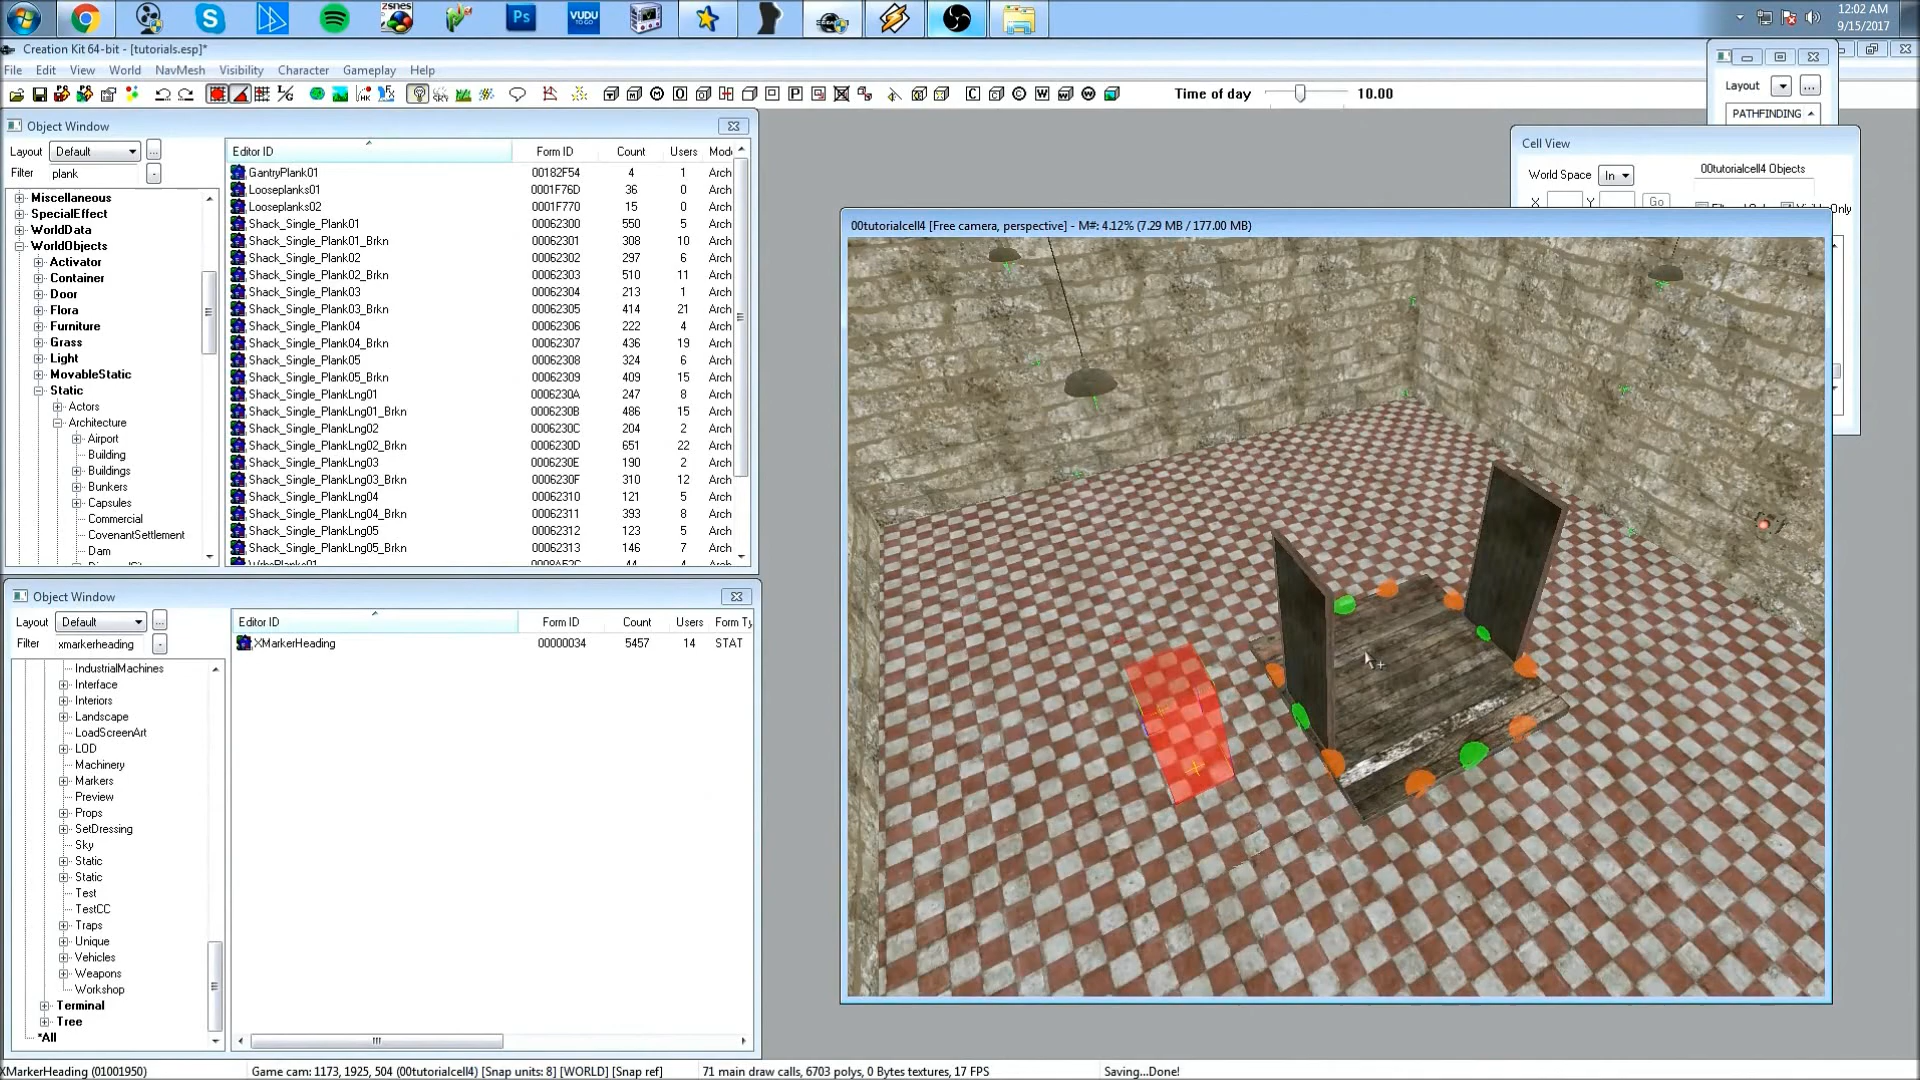 12:02 AM
9/15/2017
ZSNES
Ps
VUDU
TO GO
Creation Kit 64-bit - [tutorials.esp]*
File Edit View World NavMesh Visibility Character Gameplay Help
Time of day 10.00
Layout
PATHFINDING
Object Window
Layout Default
Filter plank
Miscellaneous
SpecialEffect
WorldData
WorldObjects
Activator
Container
Door
Flora
Furniture
Grass
Light
MovableStatic
Static
Actors
Architecture
Airport
Building
Buildings
Bunkers
Capsules
Commercial
CovenantSettlement
Dam
Editor ID Form ID Count Users Mode
GantryPlank01 00182F54 4 1 Arch
Looseplanks01 0001F76D 36 0 Arch
Looseplanks02 0001F770 15 0 Arch
Shack_Single_Plank01 00062300 550 5 Arch
Shack_Single_Plank01_Brkn 00062301 308 10 Arch
Shack_Single_Plank02 00062302 297 6 Arch
Shack_Single_Plank02_Brkn 00062303 510 11 Arch
Shack_Single_Plank03 00062304 213 1 Arch
Shack_Single_Plank03_Brkn 00062305 414 21 Arch
Shack_Single_Plank04 00062306 222 4 Arch
Shack_Single_Plank04_Brkn 00062307 436 19 Arch
Shack_Single_Plank05 00062308 324 6 Arch
Shack_Single_Plank05_Brkn 00062309 409 15 Arch
Shack_Single_PlankLng01 0006230A 247 8 Arch
Shack_Single_PlankLng01_Brkn 0006230B 486 15 Arch
Shack_Single_PlankLng02 0006230C 204 2 Arch
Shack_Single_PlankLng02_Brkn 0006230D 651 22 Arch
Shack_Single_PlankLng03 0006230E 190 2 Arch
Shack_Single_PlankLng03_Brkn 0006230F 310 12 Arch
Shack_Single_PlankLng04 00062310 121 5 Arch
Shack_Single_PlankLng04_Brkn 00062311 393 8 Arch
Shack_Single_PlankLng05 00062312 123 5 Arch
Shack_Single_PlankLng05_Brkn 00062313 146 7 Arch
Cell View
World Space In
00tutorialcell4 Objects
X Y Go
00tutorialcell4 [Free camera, perspective] - M#: 4.12% (7.29 MB / 177.00 MB)
Object Window
Layout Default
Filter xmarkerheading
IndustrialMachines
Interface
Interiors
Landscape
LoadScreenArt
LOD
Machinery
Markers
Preview
Props
SetDressing
Sky
Static
Static
Test
TestCC
Traps
Unique
Vehicles
Weapons
Workshop
Terminal
Tree
*All
Editor ID Form ID Count Users Form Ty
XMarkerHeading 00000034 5457 14 STAT
XMarkerHeading (01001950) Game cam: 1173, 1925, 504 (00tutorialcell4) [Snap units: 8] [WORLD] [Snap ref] 71 main draw calls, 6703 polys, 0 Bytes textures, 17 FPS Saving...Done!